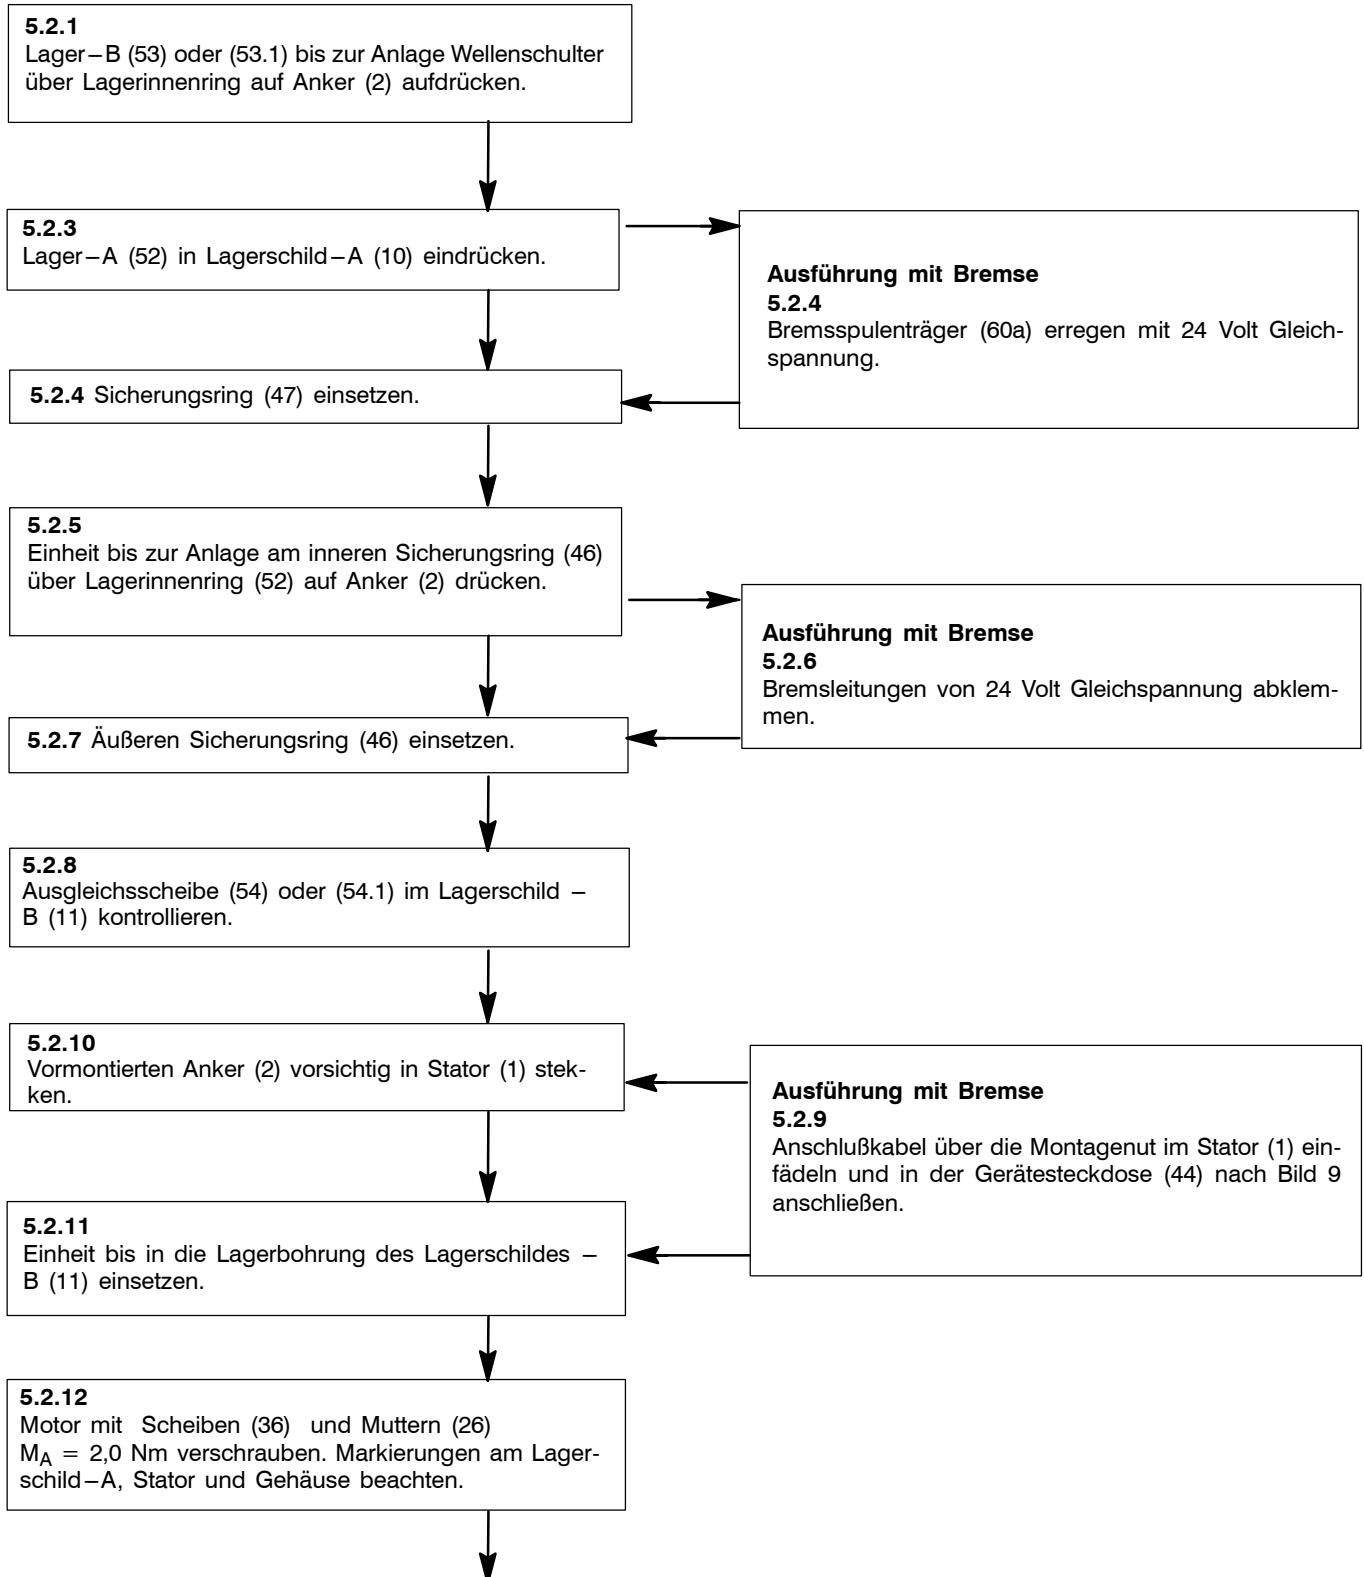 5.2.1
Lager–B (53) oder (53.1) bis zur Anlage Wellenschulter
über Lagerinnenring auf Anker (2) aufdrücken.
5.2.3
Lager–A (52) in Lagerschild–A (10) eindrücken.
Ausführung mit Bremse
5.2.4
Bremsspulenträger (60a) erregen mit 24 Volt Gleich-
spannung.
5.2.4 Sicherungsring (47) einsetzen.
5.2.5
Einheit bis zur Anlage am inneren Sicherungsring (46)
über Lagerinnenring (52) auf Anker (2) drücken.
Ausführung mit Bremse
5.2.6
Bremsleitungen von 24 Volt Gleichspannung abklem-
men.
5.2.7 Äußeren Sicherungsring (46) einsetzen.
5.2.8
Ausgleichsscheibe (54) oder (54.1) im Lagerschild –
B (11) kontrollieren.
5.2.10
Vormontierten Anker (2) vorsichtig in Stator (1) stek-
ken.
Ausführung mit Bremse
5.2.9
Anschlußkabel über die Montagenut im Stator (1) ein-
fädeln und in der Gerätesteckdose (44) nach Bild 9
anschließen.
5.2.11
Einheit bis in die Lagerbohrung des Lagerschildes –
B (11) einsetzen.
5.2.12
Motor mit Scheiben (36) und Muttern (26)
MA = 2,0 Nm verschrauben. Markierungen am Lager-
schild–A, Stator und Gehäuse beachten.